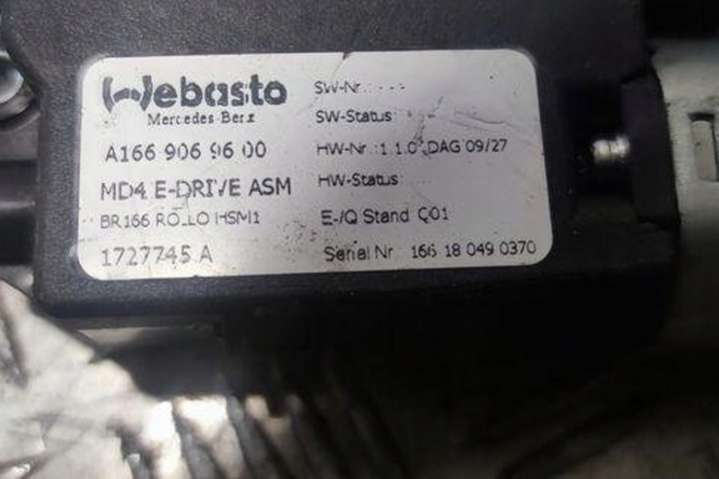 Webasto
Mercedes-Benz
A166 906 96 00
MD4 E-DRIVE ASM
BR166 ROLLO HSM1
1727745 A
SW-Nr.: - - -
SW-Status:
HW-Nr.: 1.1.0 DAG 09/27
HW-Status:
E-/Q Stand Q01
Serial Nr 166 18 049 0370